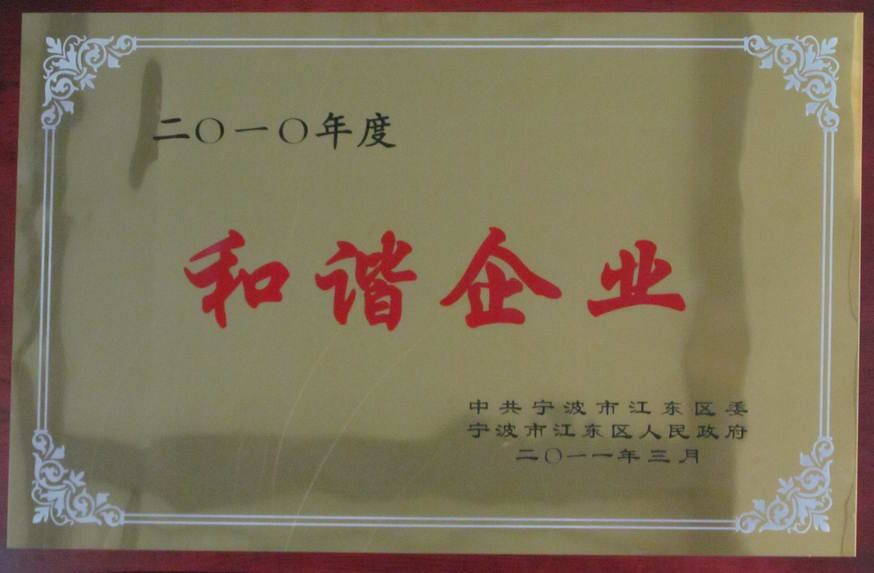 二〇一〇年度
和谐企业
中共宁波市江东区委
宁波市江东区人民政府
二〇一一年三月